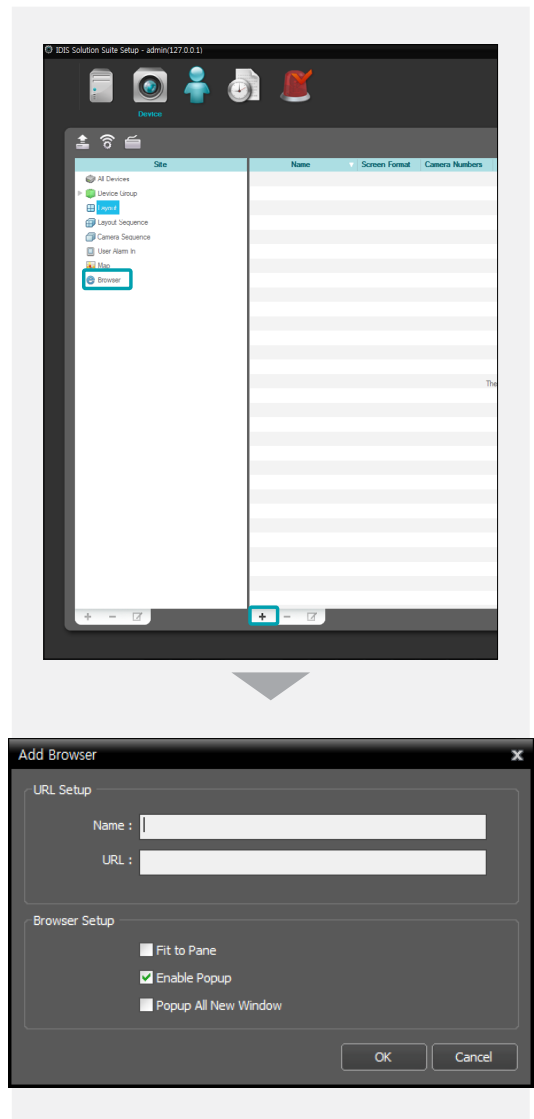 IDIS Solution Suite Setup - admin(127.0.0.1)
Device
Site
Name Screen Format Camera Numbers
All Devices
Device Group
Layout
Layout Sequence
Camera Sequence
User Alarm In
Map
Browser
The
Add Browser
URL Setup
Name :
URL :
Browser Setup
Fit to Pane
Enable Popup
Popup All New Window
OK Cancel